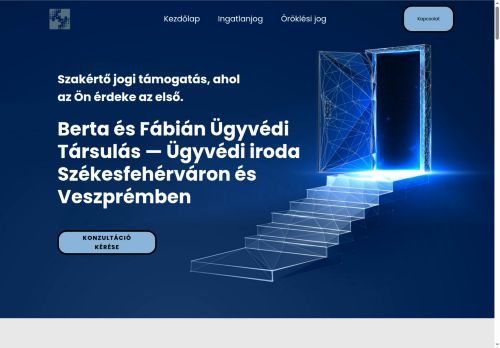 Kezdőlap
Ingatlanjog
Öröklési jog
Kapcsolat
Szakértő jogi támogatás, ahol
az Ön érdeke az első.
Berta és Fábián Ügyvédi
Társulás — Ügyvédi iroda
Székesfehérváron és
Veszprémben
KONZULTÁCIÓ
KÉRÉSE